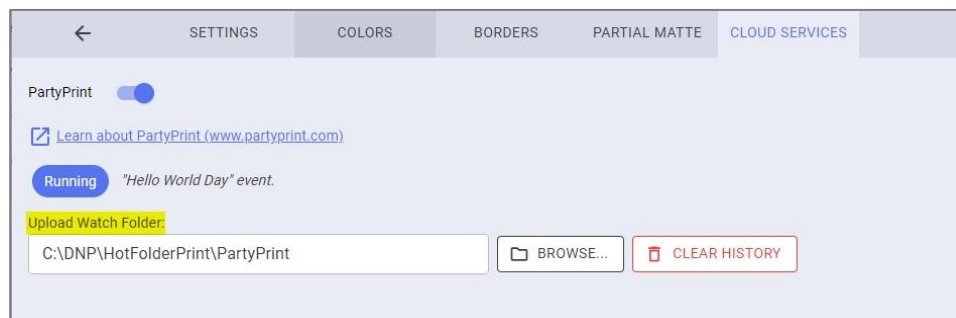 SETTINGS COLORS BORDERS PARTIAL MATTE CLOUD SERVICES
PartyPrint
Learn about PartyPrint (www.partyprint.com)
Running "Hello World Day" event.
Upload Watch Folder:
C:\DNP\HotFolderPrint\PartyPrint BROWSE... CLEAR HISTORY